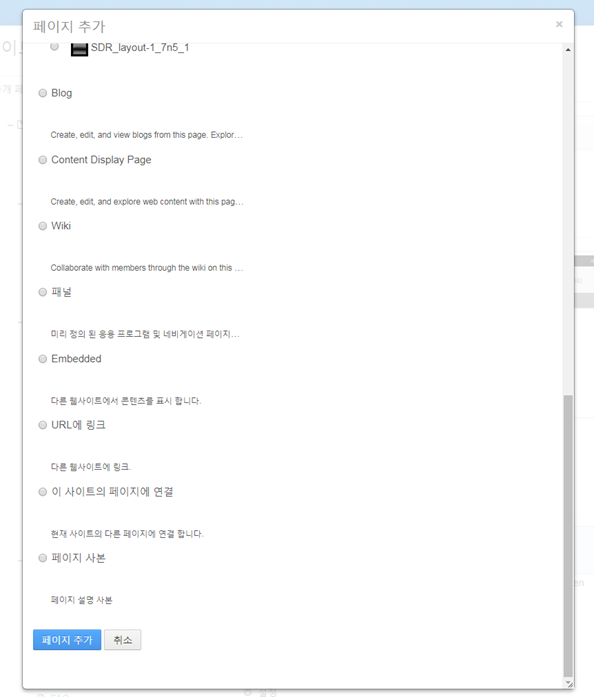 페이지 추가
×
SDR_layout-1_7n5_1
Blog
Create, edit, and view blogs from this page. Explor…
Content Display Page
Create, edit, and explore web content with this pag…
Wiki
Collaborate with members through the wiki on this …
패널
미리 정의 된 응용 프로그램 및 네비게이션 페이지…
Embedded
다른 웹사이트에서 콘텐츠를 표시 합니다.
URL에 링크
다른 웹사이트에 링크.
이 사이트의 페이지에 연결
현재 사이트의 다른 페이지에 연결 합니다.
페이지 사본
페이지 설명 사본
페이지 추가 취소